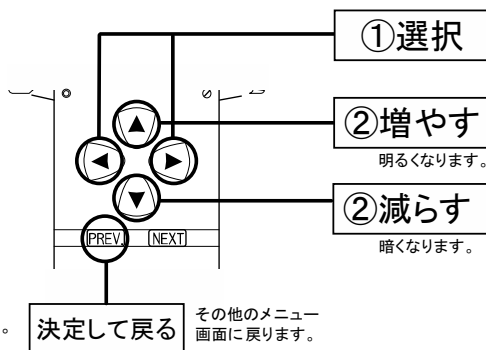 ①選択
②増やす
明るくなります。
②減らす
暗くなります。
PREV. NEXT
。
決定して戻る
その他のメニュー
画面に戻ります。